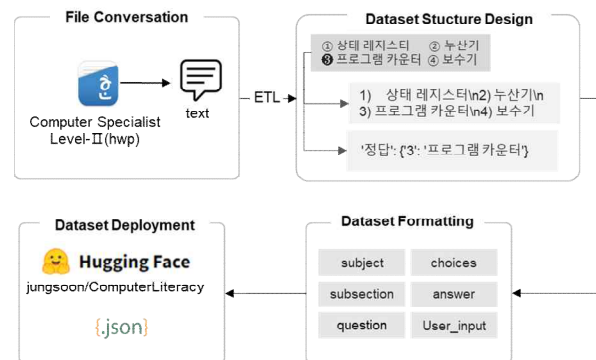 File Conversation
한
Computer Specialist
Level-Ⅱ(hwp)
text
ETL
Dataset Stucture Design
① 상태 레지스터 ② 누산기
❸ 프로그램 카운터 ④ 보수기
1) 상태 레지스터\n2) 누산기\n
3) 프로그램 카운터\n4) 보수기
'정답': {'3': '프로그램 카운터'}
Dataset Deployment
Hugging Face
jungsoon/ComputerLiteracy
{.json}
Dataset Formatting
subject choices
subsection answer
question User_input